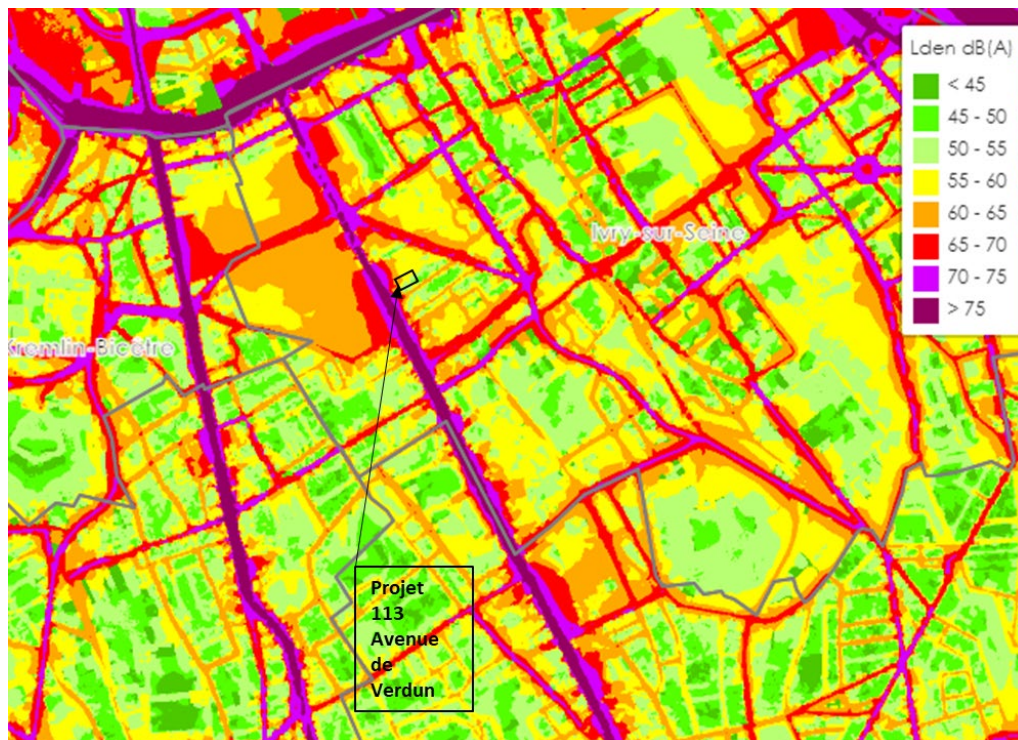 Lden dB(A)
< 45
45 - 50
50 - 55
55 - 60
60 - 65
65 - 70
70 - 75
> 75
Ivry-sur-Seine
Kremlin-Bicêtre
Projet
113
Avenue
de
Verdun